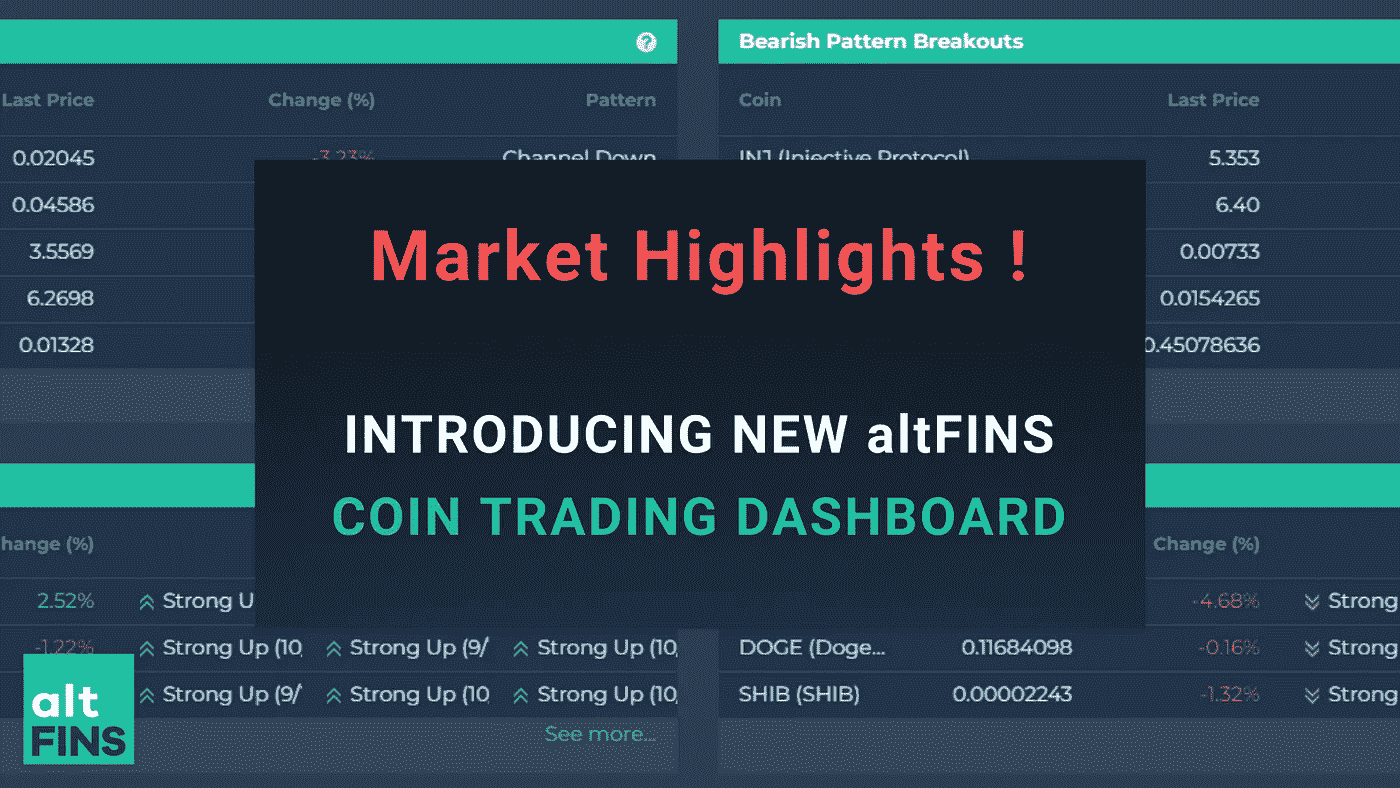 Bearish Pattern Breakouts
Last Price Change (%) Pattern
Coin Last Price
0.02045 -3.23% Channel Down
INJ (Injective Protocol) 5.353
0.04586
6.40
3.5569
0.00733
6.2698
0.0154265
0.01328
0.45078636
Market Highlights !
INTRODUCING NEW altFINS
COIN TRADING DASHBOARD
hange (%)
Change (%)
2.52% Strong U
-4.68% Strong
-1.22% Strong Up (10 Strong Up (9/ Strong Up (10,
DOGE (Doge... 0.11684098 -0.16% Strong
Strong Up (9/ Strong Up (10 Strong Up (10,
SHIB (SHIB) 0.00002243 -1.32% Strong
See more...
alt
FINS